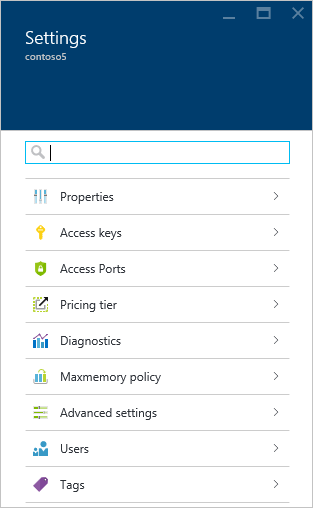 Settings
contoso5
Properties
Access keys
Access Ports
Pricing tier
Diagnostics
Maxmemory policy
Advanced settings
Users
Tags